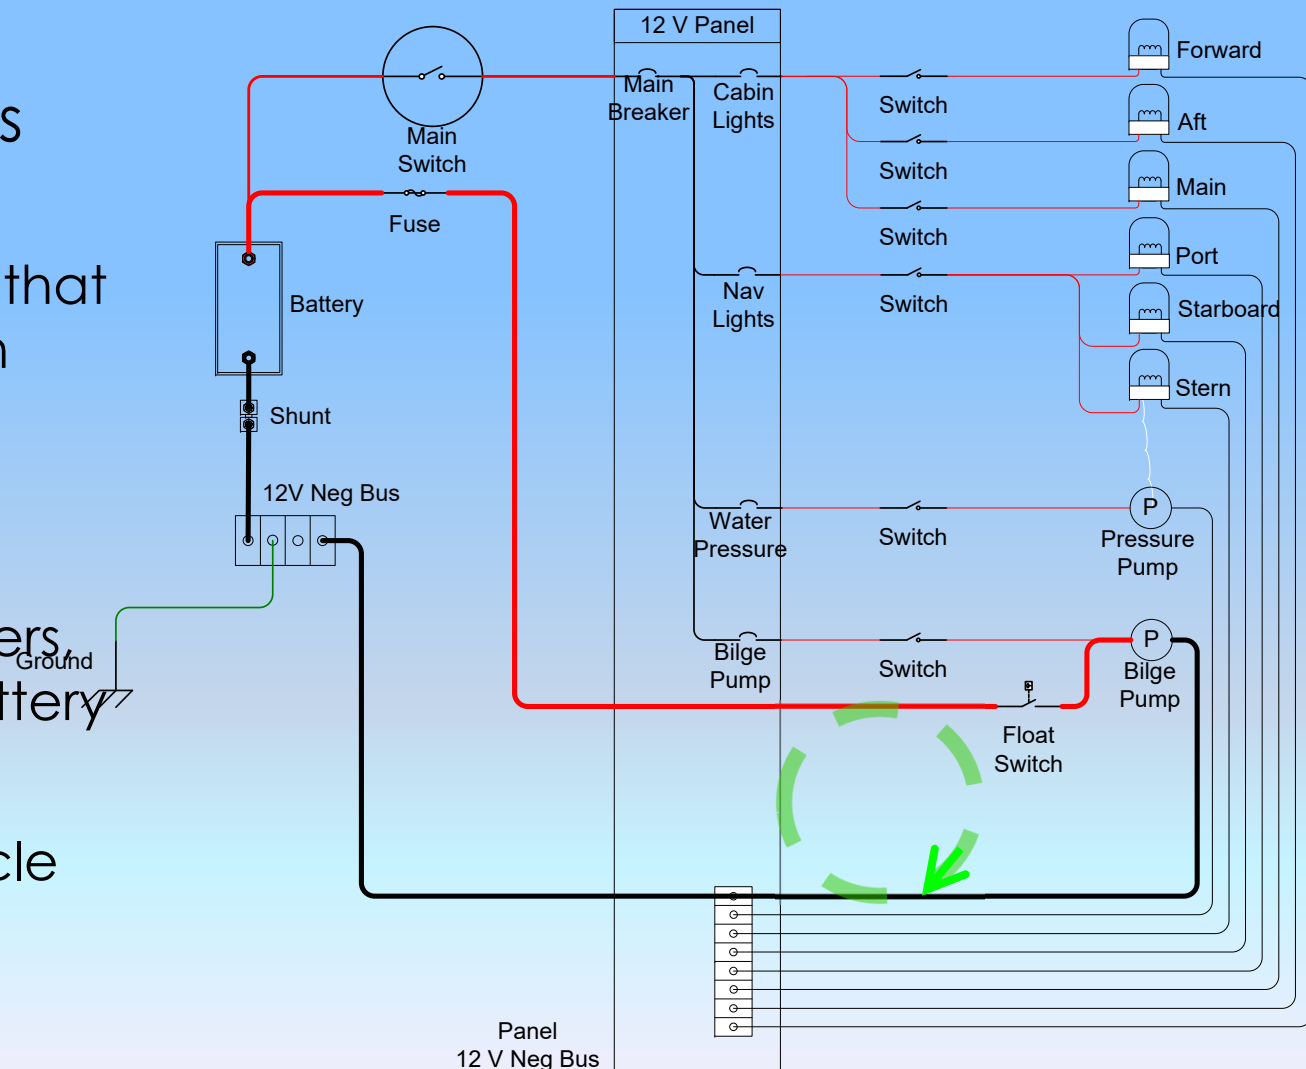 12 V Panel
Forward
s
Main
Breaker
Cabin
Lights
Switch
Aft
Main
Switch
Switch
Main
Fuse
Switch
that
Port
Battery
Nav
Lights
Switch
Starboard
n
Stern
Shunt
12V Neg Bus
Water
Pressure
Switch
P
Pressure
Pump
ers,
Ground
ttery
Bilge
Pump
Switch
P
Bilge
Pump
Float
Switch
cle
Panel
12 V Neg Bus